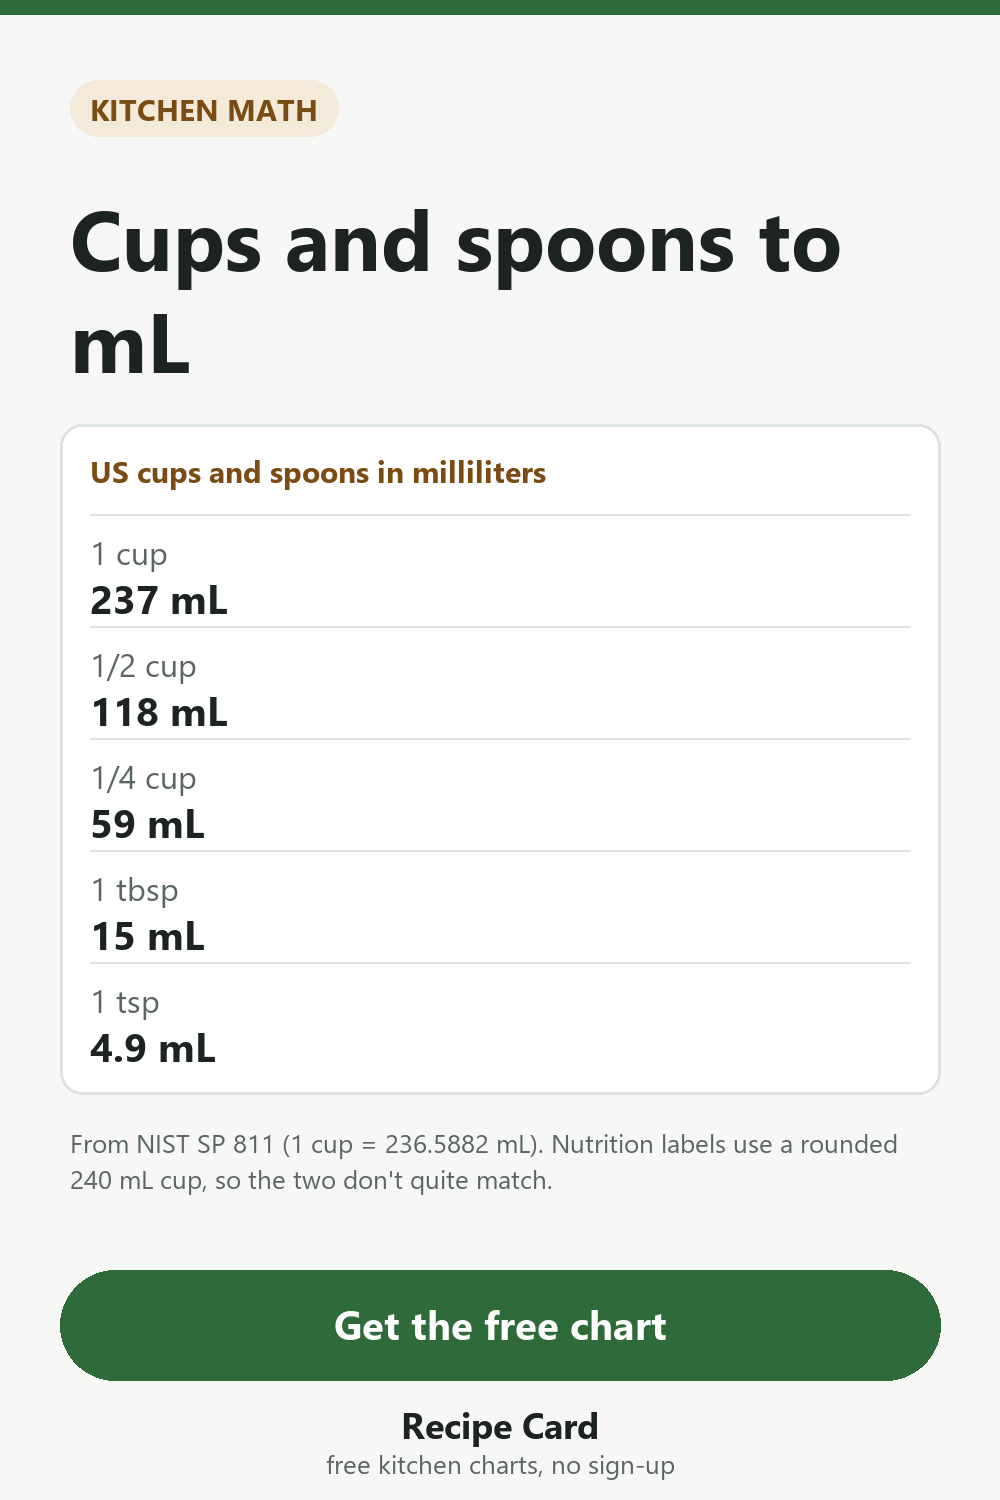 KITCHEN MATH
Cups and spoons to
mL
US cups and spoons in milliliters
1 cup
237 mL
1/2 cup
118 mL
1/4 cup
59 mL
1 tbsp
15 mL
1 tsp
4.9 mL
From NIST SP 811 (1 cup = 236.5882 mL). Nutrition labels use a rounded
240 mL cup, so the two don't quite match.
Get the free chart
Recipe Card
free kitchen charts, no sign-up